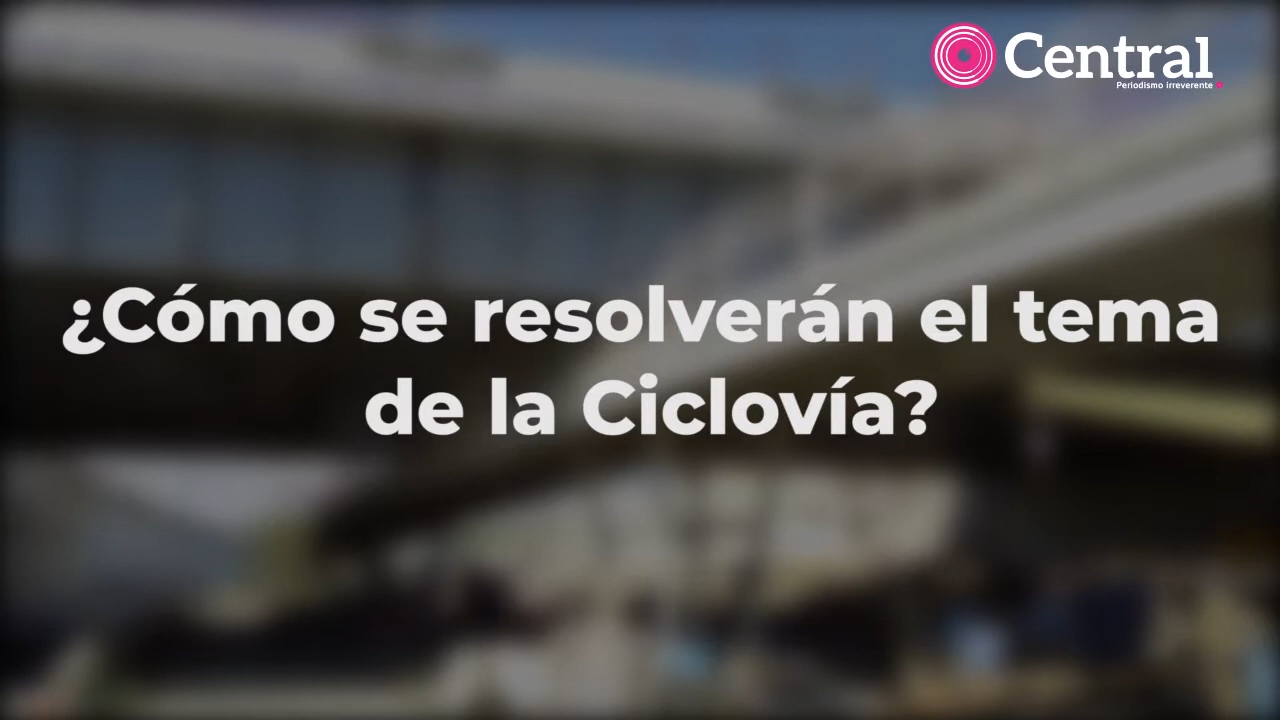 Central
Periodismo irreverente
¿Cómo se resolverán el tema
de la Ciclovía?